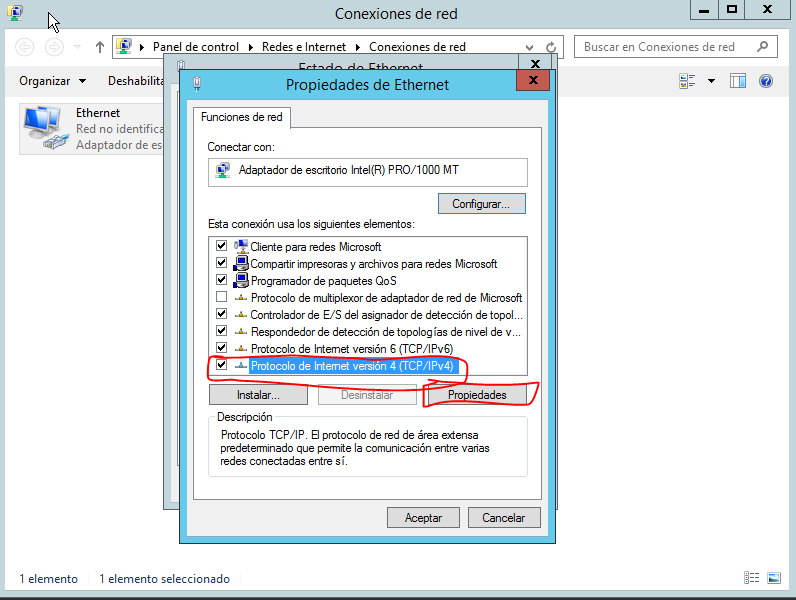 Conexiones de red
Panel de control
Redes e Internet
Conexiones de red
Buscar en Conexiones de red
Estado de Ethernet
Organizar
Deshabilita
Propiedades de Ethernet
X
Ethernet
Red no identifica
Adaptador de es
Funciones de red
Conectar con:
Adaptador de escritorio Intel(R) PRO/1000 MT
Configurar...
Esta conexión usa los siguientes elementos:
Cliente para redes Microsoft
Compartir impresoras y archivos para redes Microsoft
Programador de paquetes QoS
Protocolo de multiplexor de adaptador de red de Microsoft
Controlador de E/S del asignador de detección de topol...
Respondedor de detección de topologías de nivel de v...
Protocolo de Internet versión 6 (TCP/IPv6)
Protocolo de Internet versión 4 (TCP/IPv4)
Instalar...
Desinstalar
Propiedades
Descripción
Protocolo TCP/IP. El protocolo de red de área extensa
predeterminado que permite la comunicación entre varias
redes conectadas entre sí.
Aceptar
Cancelar
1 elemento
1 elemento seleccionado